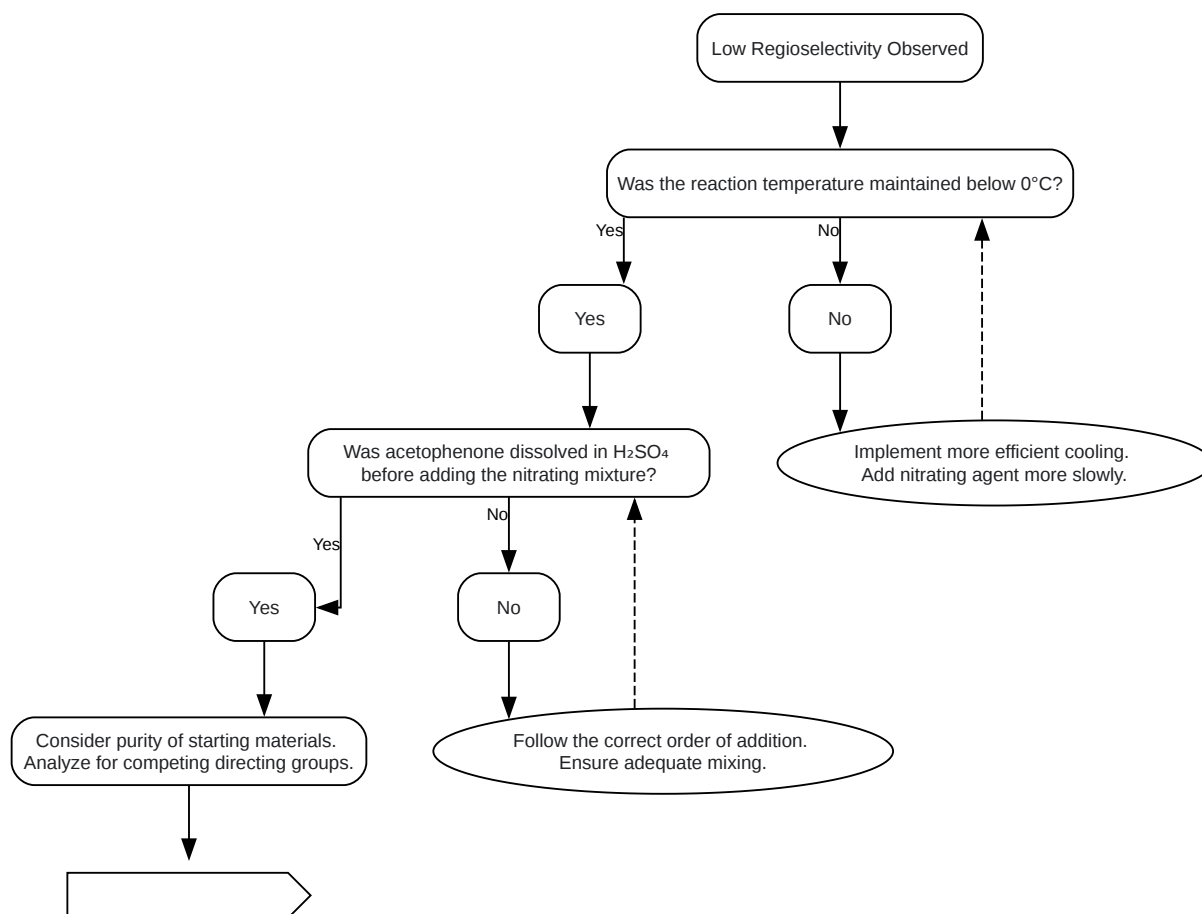 Low Regioselectivity Observed
Was the reaction temperature maintained below 0°C?
Yes
No
Yes
No
Was acetophenone dissolved in H₂SO₄
before adding the nitrating mixture?
Implement more efficient cooling.
Add nitrating agent more slowly.
No
Yes
Yes
No
Consider purity of starting materials.
Analyze for competing directing groups.
Follow the correct order of addition.
Ensure adequate mixing.